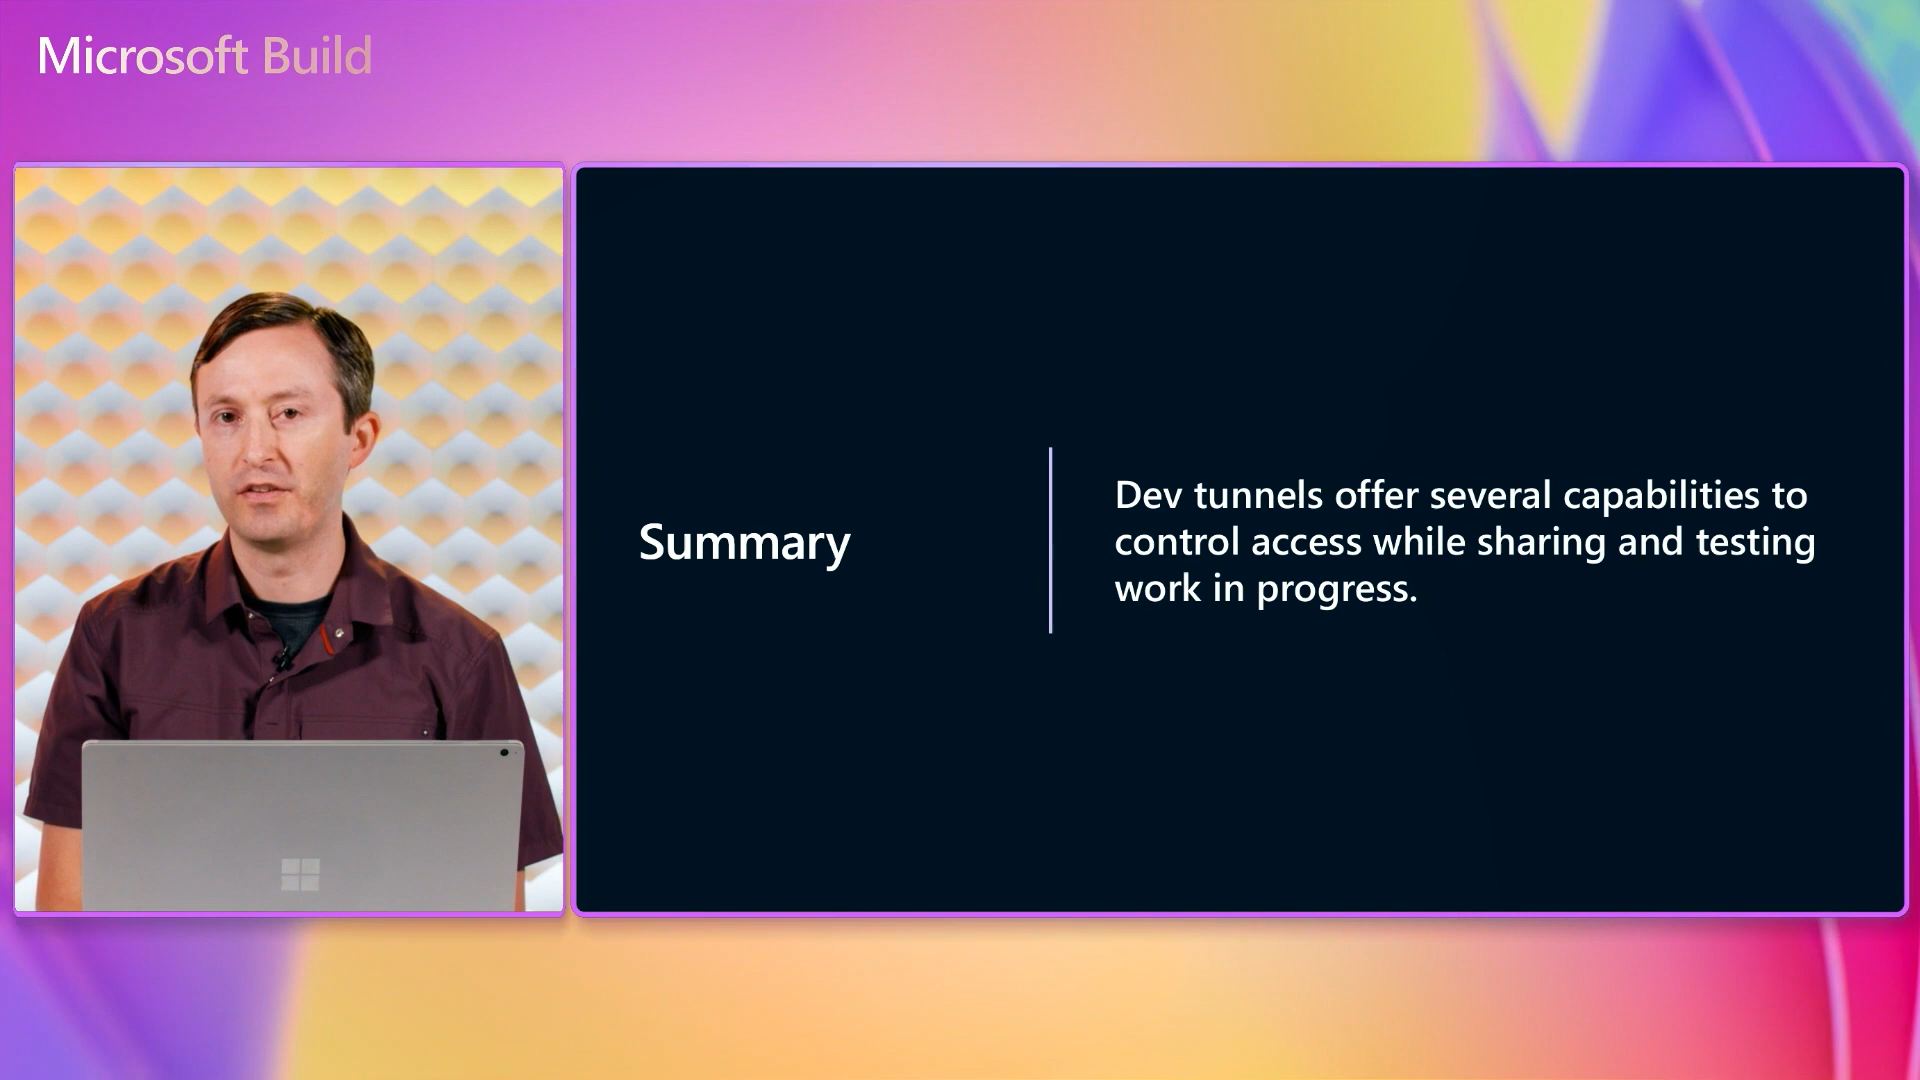 Microsoft Build
Summary
Dev tunnels offer several capabilities to
control access while sharing and testing
work in progress.